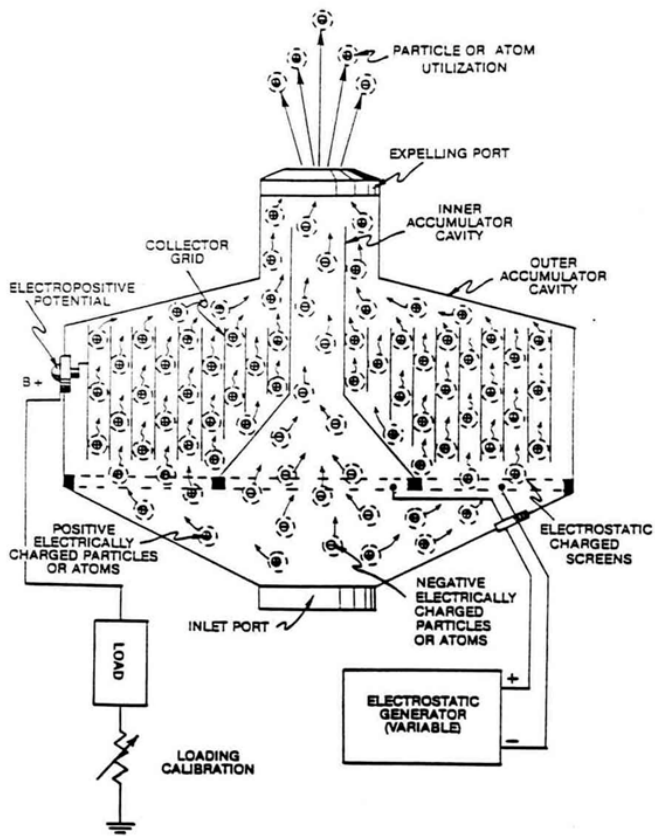 PARTICLE OR ATOM
UTILIZATION
EXPELLING PORT
INNER
ACCUMULATOR
CAVITY
COLLECTOR
GRID
OUTER
ACCUMULATOR
CAVITY
ELECTROPOSITIVE
POTENTIAL
B +
POSITIVE
ELECTRICALLY
CHARGED PARTICLES
OR ATOMS
ELECTROSTATIC
CHARGED
SCREENS
NEGATIVE
ELECTRICALLY
CHARGED
PARTICLES
OR ATOMS
INLET PORT
LOAD
+
ELECTROSTATIC
GENERATOR
(VARIABLE)
−
LOADING
CALIBRATION